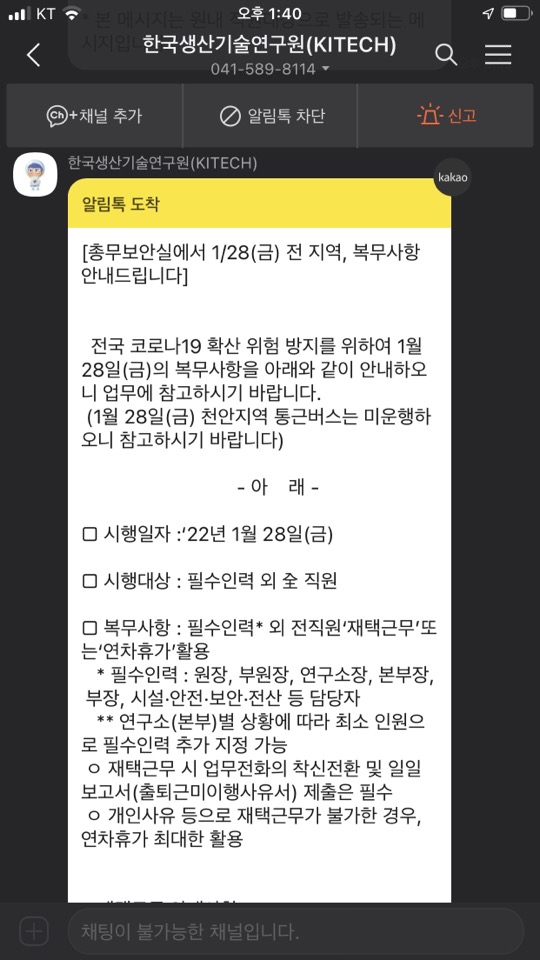 KT 오후 1:40
* 본 메시지는 원내 직원대상으로 발송되는 메
시지입니다
한국생산기술연구원(KITECH)
041-589-8114
Ch+채널 추가
알림톡 차단
신고
한국생산기술연구원(KITECH)
kakao
알림톡 도착
[총무보안실에서 1/28(금) 전 지역, 복무사항
안내드립니다]
전국 코로나19 확산 위험 방지를 위하여 1월
28일(금)의 복무사항을 아래와 같이 안내하오
니 업무에 참고하시기 바랍니다.
(1월 28일(금) 천안지역 통근버스는 미운행하
오니 참고하시기 바랍니다)
- 아 래 -
□ 시행일자 :‘22년 1월 28일(금)
□ 시행대상 : 필수인력 외 全 직원
□ 복무사항 : 필수인력* 외 전직원‘재택근무’또
는‘연차휴가’활용
* 필수인력 : 원장, 부원장, 연구소장, 본부장,
부장, 시설·안전·보안·전산 등 담당자
** 연구소(본부)별 상황에 따라 최소 인원으
로 필수인력 추가 지정 가능
ㅇ 재택근무 시 업무전화의 착신전환 및 일일
보고서(출퇴근미이행사유서) 제출은 필수
ㅇ 개인사유 등으로 재택근무가 불가한 경우,
연차휴가 최대한 활용
채팅이 불가능한 채널입니다.